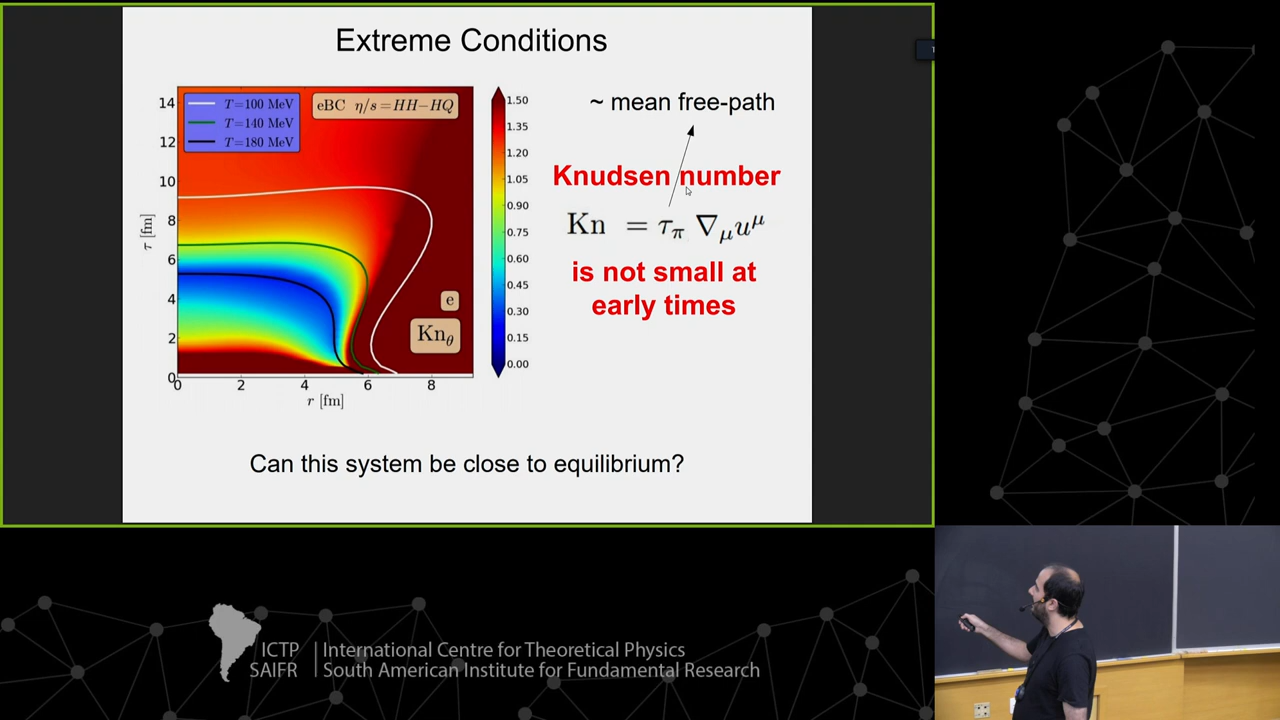 Extreme Conditions
T=100 MeV
T=140 MeV
T=180 MeV
eBC η/s=HH−HQ
14
12
10
8
6
4
2
0
τ [fm]
0 2 4 6 8
r [fm]
e
Knθ
1.50
1.35
1.20
1.05
0.90
0.75
0.60
0.45
0.30
0.15
0.00
~ mean free-path
Knudsen number
Kn = τπ ∇μuμ
is not small at
early times
Can this system be close to equilibrium?
ICTP
SAIFR
International Centre for Theoretical Physics
South American Institute for Fundamental Research